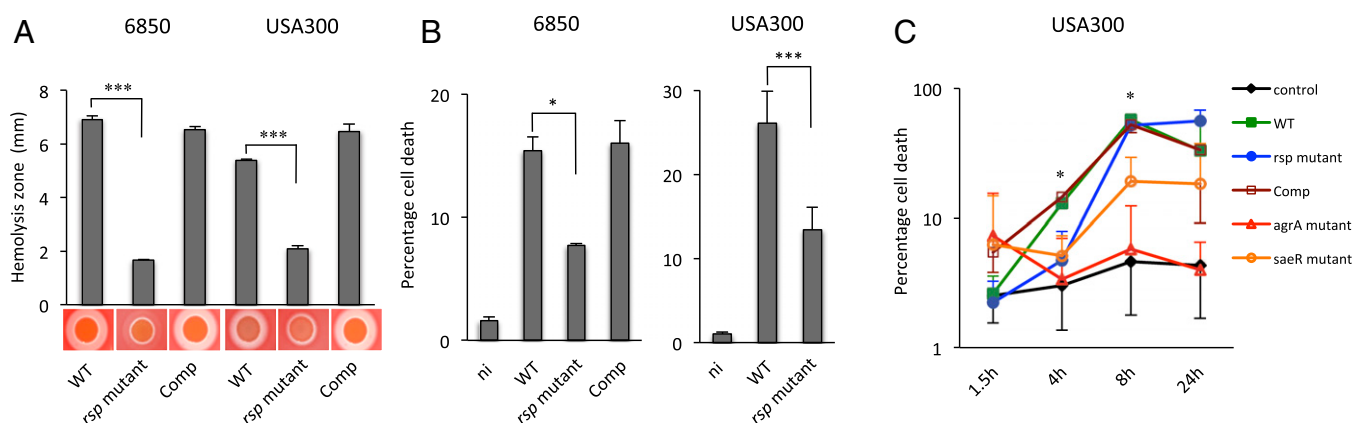 A
6850
USA300
Hemolysis zone (mm)
8
6
4
2
0
***
***
WT
rsp mutant
Comp
WT
rsp mutant
Comp
B
6850
USA300
Percentage cell death
20
10
0
*
ni
WT
rsp mutant
Comp
30
20
10
0
***
ni
WT
rsp mutant
C
USA300
Percentage cell death
100
10
1
*
*
1.5h
4h
8h
24h
control
WT
rsp mutant
Comp
agrA mutant
saeR mutant